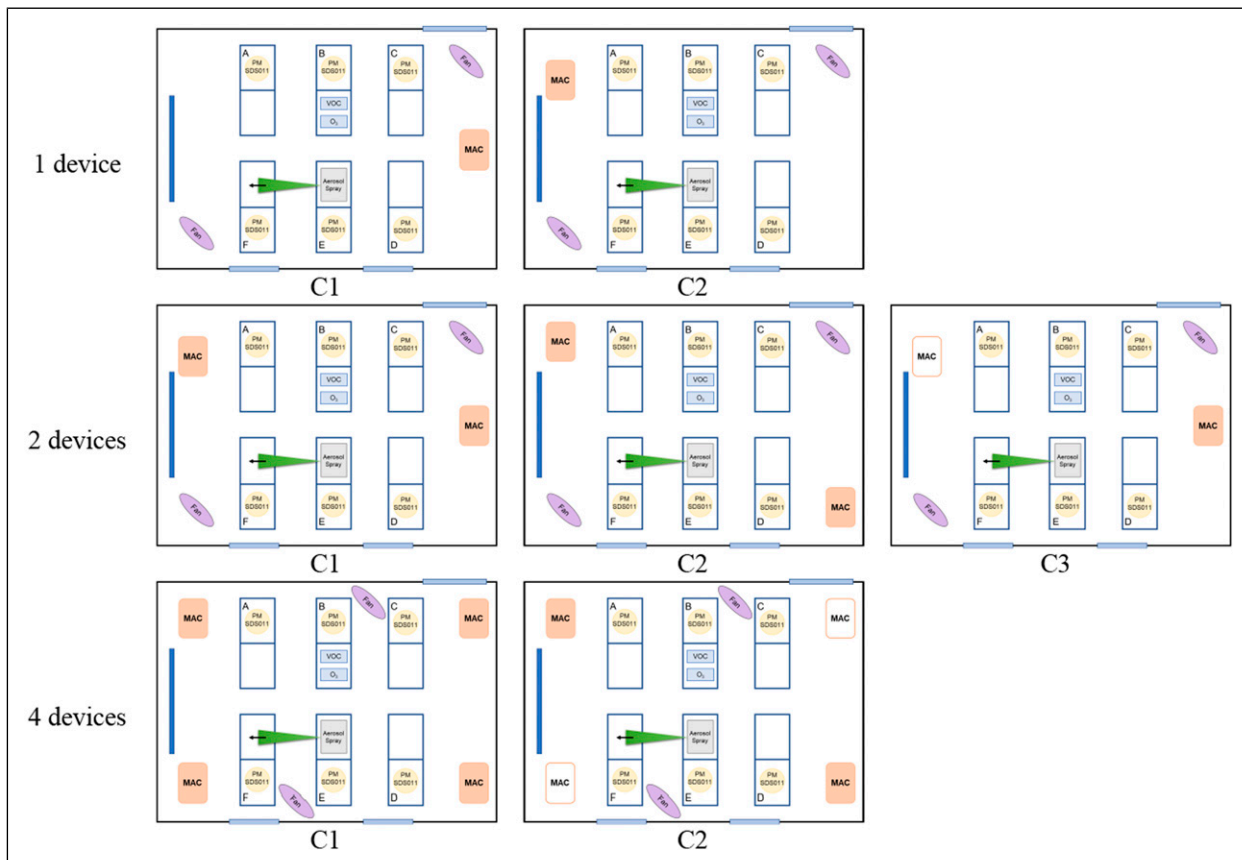 1 device
A
PM
SDS011
B
PM
SDS011
C
PM
SDS011
Fan
VOC
O₃
MAC
Aerosol
Spray
Fan
PM
SDS011
F
PM
SDS011
E
PM
SDS011
D
C1
A
PM
SDS011
B
PM
SDS011
C
PM
SDS011
Fan
MAC
VOC
O₃
Aerosol
Spray
Fan
PM
SDS011
F
PM
SDS011
E
PM
SDS011
D
C2
2 devices
A
PM
SDS011
B
PM
SDS011
C
PM
SDS011
Fan
MAC
VOC
O₃
MAC
Aerosol
Spray
Fan
PM
SDS011
F
PM
SDS011
E
PM
SDS011
D
C1
A
PM
SDS011
B
PM
SDS011
C
PM
SDS011
Fan
MAC
VOC
O₃
Aerosol
Spray
Fan
PM
SDS011
F
PM
SDS011
E
PM
SDS011
D
MAC
C2
A
PM
SDS011
B
PM
SDS011
C
PM
SDS011
Fan
MAC
VOC
O₃
MAC
Aerosol
Spray
Fan
PM
SDS011
F
PM
SDS011
E
PM
SDS011
D
C3
4 devices
A
PM
SDS011
B
PM
SDS011
Fan
C
PM
SDS011
MAC
MAC
VOC
O₃
Aerosol
Spray
MAC
PM
SDS011
F
Fan
PM
SDS011
E
PM
SDS011
D
MAC
C1
A
PM
SDS011
B
PM
SDS011
Fan
C
PM
SDS011
MAC
MAC
VOC
O₃
Aerosol
Spray
MAC
PM
SDS011
F
Fan
PM
SDS011
E
PM
SDS011
D
MAC
C2